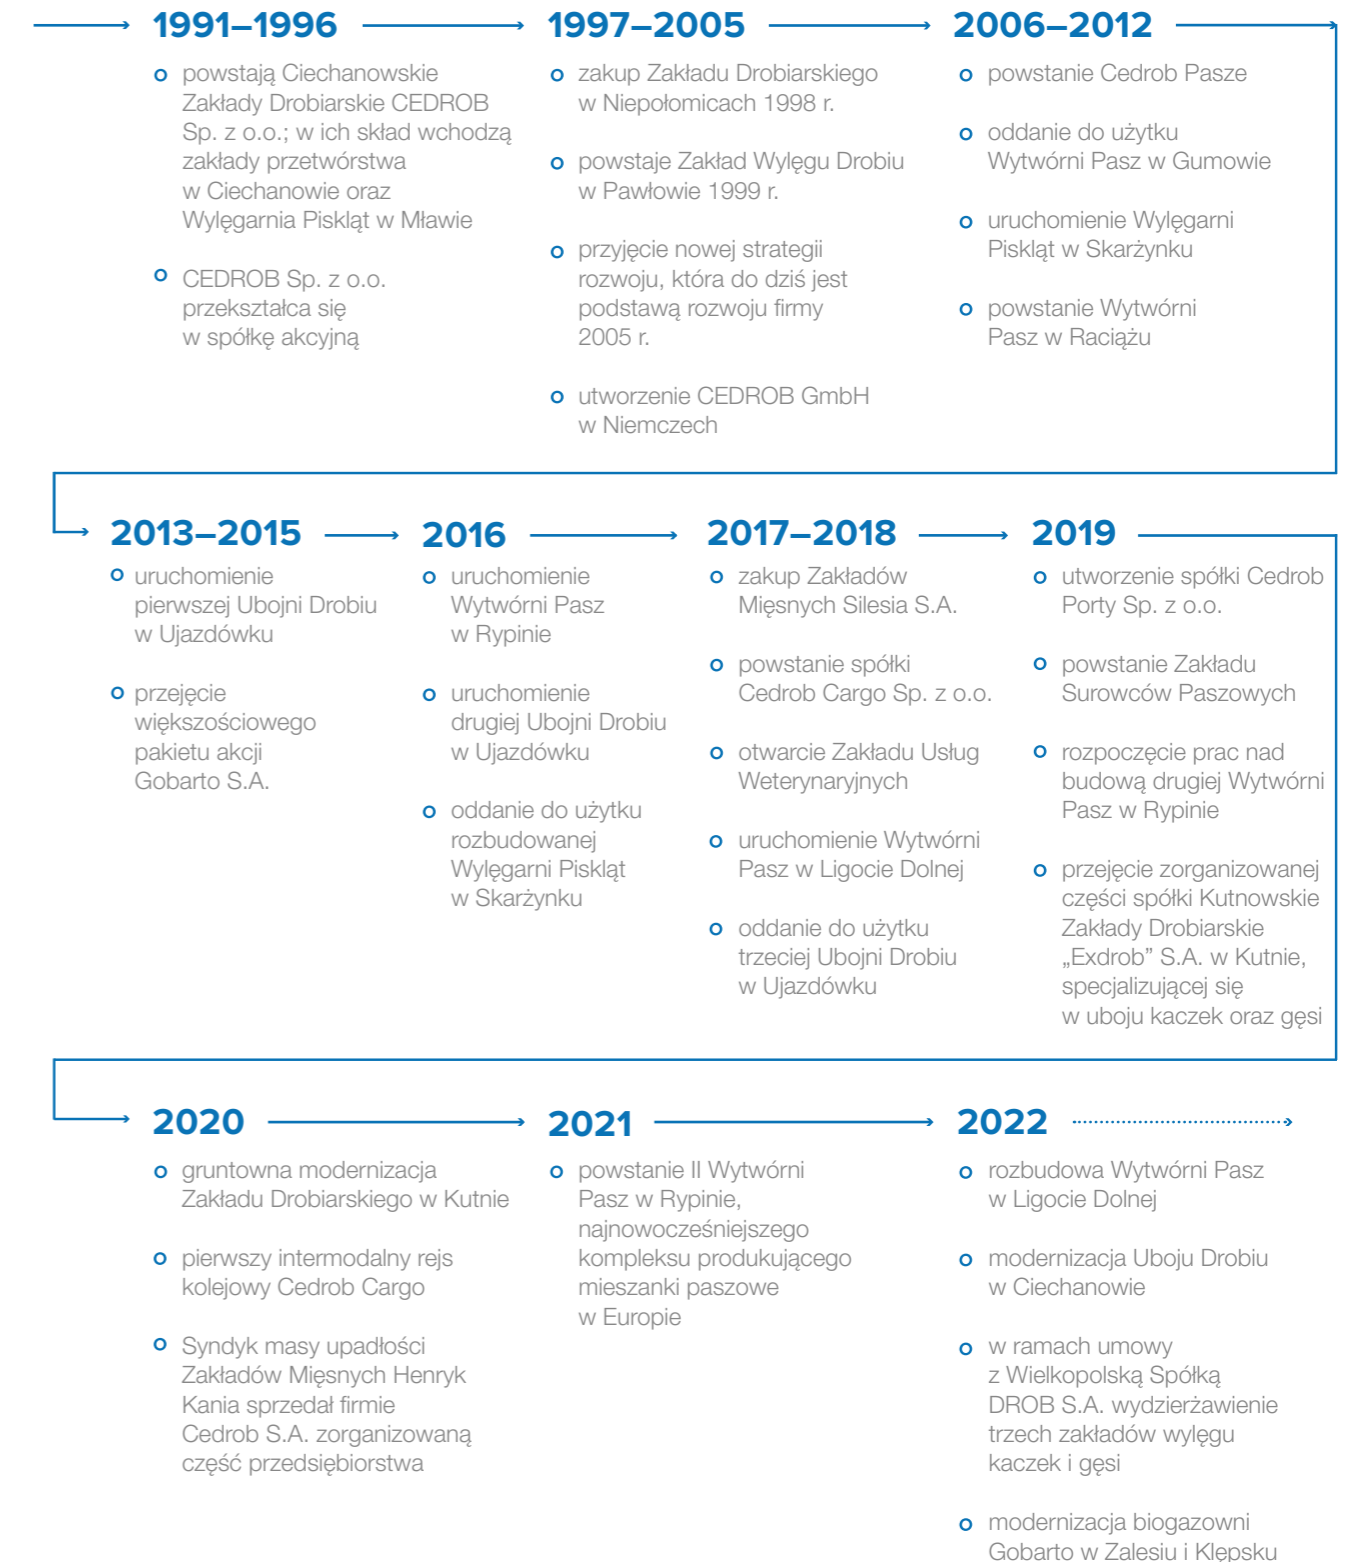 1991–1996
powstają Ciechanowskie
Zakłady Drobiarskie CEDROB
Sp. z o.o.; w ich skład wchodzą
zakłady przetwórstwa
w Ciechanowie oraz
Wylęgarnia Piskląt w Mławie
CEDROB Sp. z o.o.
przekształca się
w spółkę akcyjną
1997–2005
zakup Zakładu Drobiarskiego
w Niepołomicach 1998 r.
powstaje Zakład Wylęgu Drobiu
w Pawłowie 1999 r.
przyjęcie nowej strategii
rozwoju, która do dziś jest
podstawą rozwoju firmy
2005 r.
utworzenie CEDROB GmbH
w Niemczech
2006–2012
powstanie Cedrob Pasze
oddanie do użytku
Wytwórni Pasz w Gumowie
uruchomienie Wylęgarni
Piskląt w Skarżynku
powstanie Wytwórni
Pasz w Raciążu
2013–2015
uruchomienie
pierwszej Ubojni Drobiu
w Ujazdówku
przejęcie
większościowego
pakietu akcji
Gobarto S.A.
2016
uruchomienie
Wytwórni Pasz
w Rypinie
uruchomienie
drugiej Ubojni Drobiu
w Ujazdówku
oddanie do użytku
rozbudowanej
Wylęgarni Piskląt
w Skarżynku
2017–2018
zakup Zakładów
Mięsnych Silesia S.A.
powstanie spółki
Cedrob Cargo Sp. z o.o.
otwarcie Zakładu Usług
Weterynaryjnych
uruchomienie Wytwórni
Pasz w Ligocie Dolnej
oddanie do użytku
trzeciej Ubojni Drobiu
w Ujazdówku
2019
utworzenie spółki Cedrob
Porty Sp. z o.o.
powstanie Zakładu
Surowców Paszowych
rozpoczęcie prac nad
budową drugiej Wytwórni
Pasz w Rypinie
przejęcie zorganizowanej
części spółki Kutnowskie
Zakłady Drobiarskie
„Exdrob” S.A. w Kutnie,
specjalizującej się
w uboju kaczek oraz gęsi
2020
gruntowna modernizacja
Zakładu Drobiarskiego w Kutnie
pierwszy intermodalny rejs
kolejowy Cedrob Cargo
Syndyk masy upadłości
Zakładów Mięsnych Henryk
Kania sprzedał firmie
Cedrob S.A. zorganizowaną
część przedsiębiorstwa
2021
powstanie II Wytwórni
Pasz w Rypinie,
najnowocześniejszego
kompleksu produkującego
mieszanki paszowe
w Europie
2022
rozbudowa Wytwórni Pasz
w Ligocie Dolnej
modernizacja Uboju Drobiu
w Ciechanowie
w ramach umowy
z Wielkopolską Spółką
DROB S.A. wydzierżawienie
trzech zakładów wylęgu
kaczek i gęsi
modernizacja biogazowni
Gobarto w Zalesiu i Klępsku